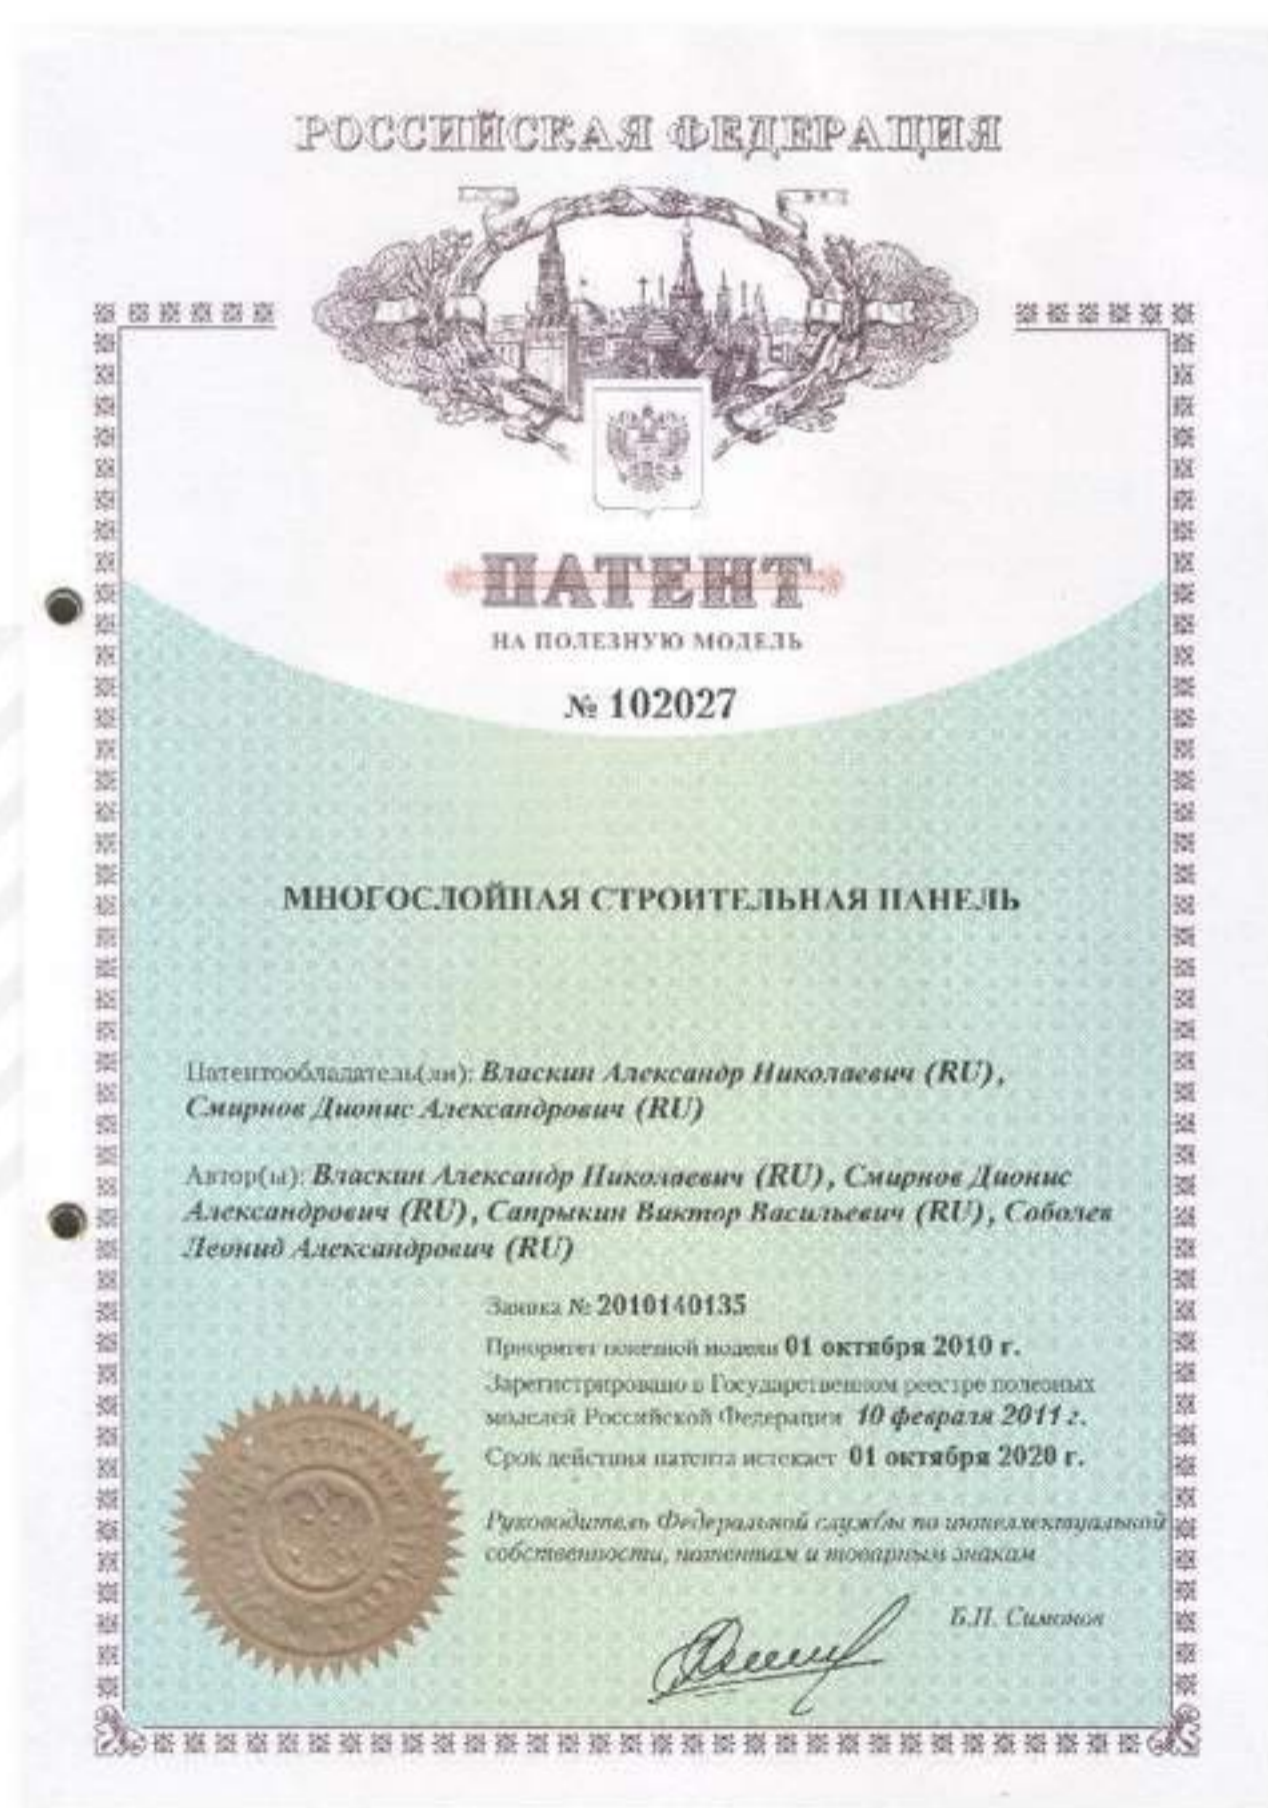 РОССИЙСКАЯ ФЕДЕРАЦИЯ
ПАТЕНТ
НА ПОЛЕЗНУЮ МОДЕЛЬ
№ 102027
МНОГОСЛОЙНАЯ СТРОИТЕЛЬНАЯ ПАНЕЛЬ
Патентообладатель(ли): Власкин Александр Николаевич (RU),
Смирнов Дионис Александрович (RU)
Автор(ы): Власкин Александр Николаевич (RU), Смирнов Дионис
Александрович (RU), Сапрыкин Виктор Васильевич (RU), Соболев
Леонид Александрович (RU)
Заявка № 2010140135
Приоритет полезной модели 01 октября 2010 г.
Зарегистрировано в Государственном реестре полезных
моделей Российской Федерации 10 февраля 2011 г.
Срок действия патента истекает 01 октября 2020 г.
Руководитель Федеральной службы по интеллектуальной
собственности, патентам и товарным знакам
Б.П. Симонов